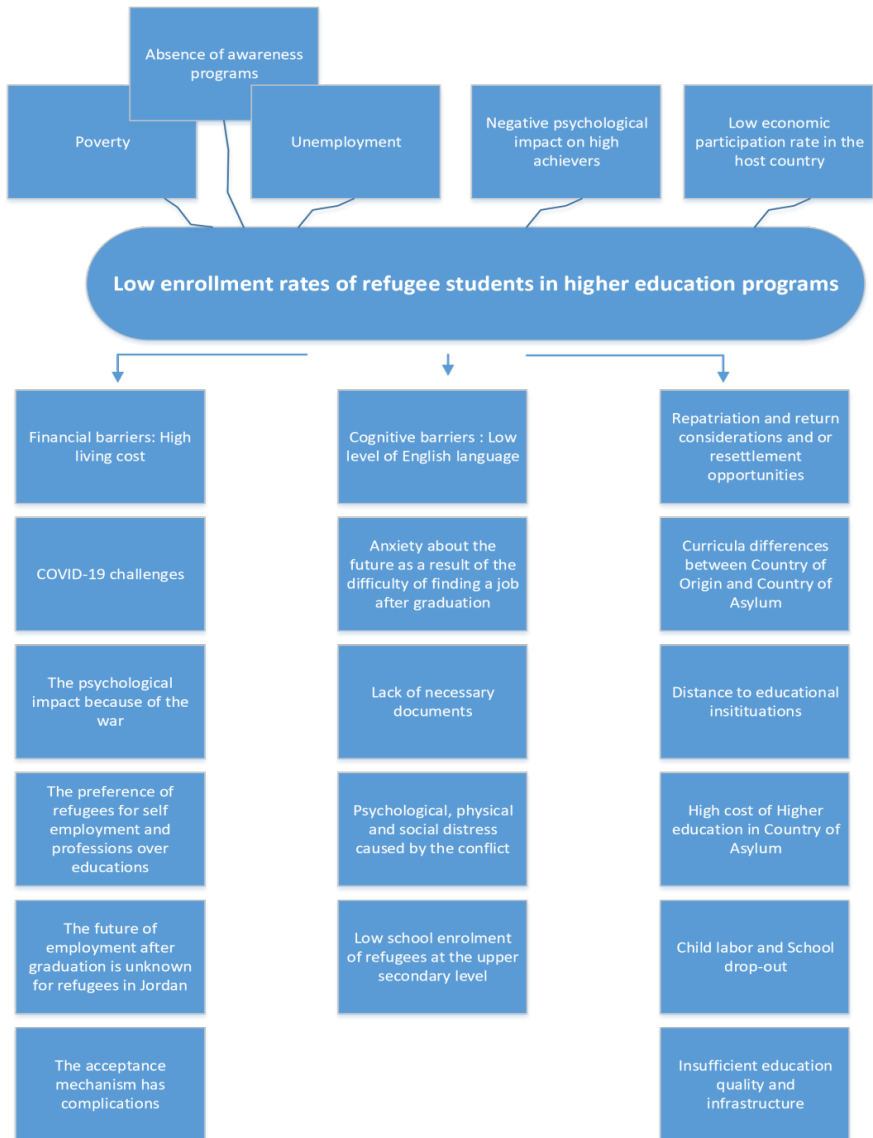 Absence of awareness
programs
Poverty
Unemployment
Negative psychological
impact on high
achievers
Low economic
participation rate in the
host country
Low enrollment rates of refugee students in higher education programs
Financial barriers: High
living cost
Cognitive barriers : Low
level of English language
Repatriation and return
considerations and or
resettlement
opportunities
COVID-19 challenges
Anxiety about the
future as a result of the
difficulty of finding a job
after graduation
Curricula differences
between Country of
Origin and Country of
Asylum
The psychological
impact because of the
war
Lack of necessary
documents
Distance to educational
insitituations
The preference of
refugees for self
employment and
professions over
educations
Psychological, physical
and social distress
caused by the conflict
High cost of Higher
education in Country of
Asylum
The future of
employment after
graduation is unknown
for refugees in Jordan
Low school enrolment
of refugees at the upper
secondary level
Child labor and School
drop-out
The acceptance
mechanism has
complications
Insufficient education
quality and
infrastructure